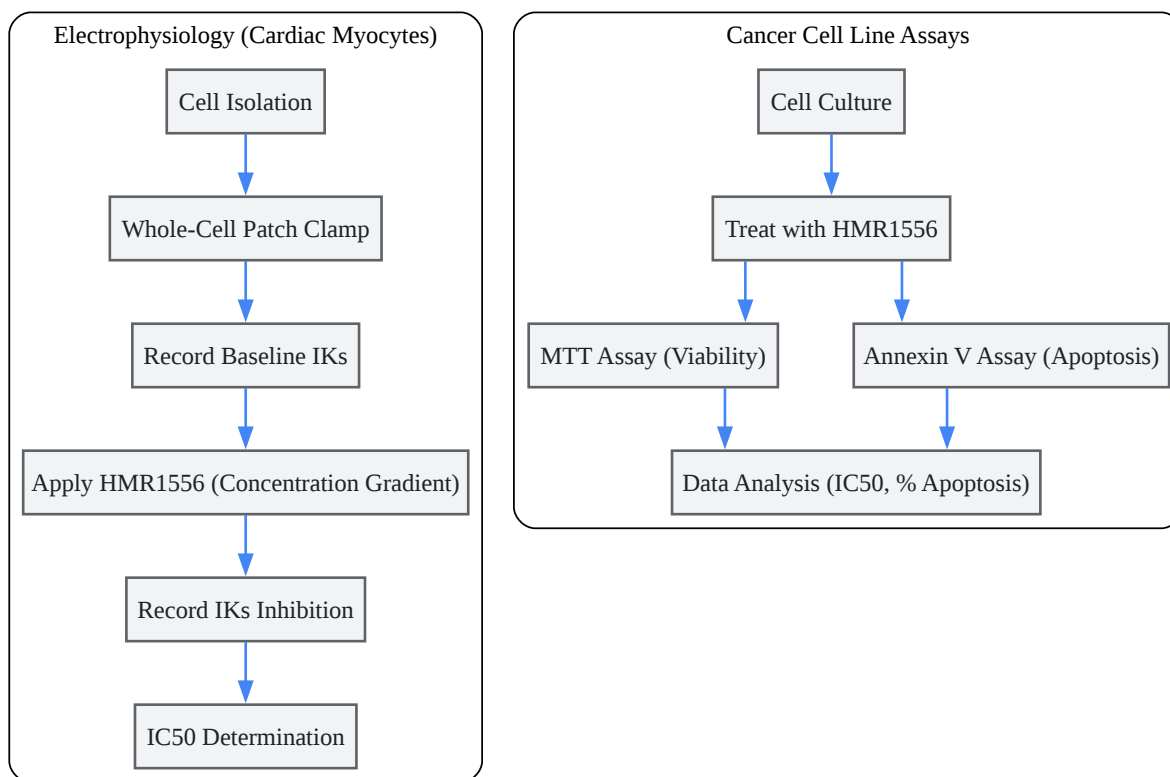 Electrophysiology (Cardiac Myocytes)
Cell Isolation
Whole-Cell Patch Clamp
Record Baseline IKs
Apply HMR1556 (Concentration Gradient)
Record IKs Inhibition
IC50 Determination
Cancer Cell Line Assays
Cell Culture
Treat with HMR1556
MTT Assay (Viability)
Annexin V Assay (Apoptosis)
Data Analysis (IC50, % Apoptosis)